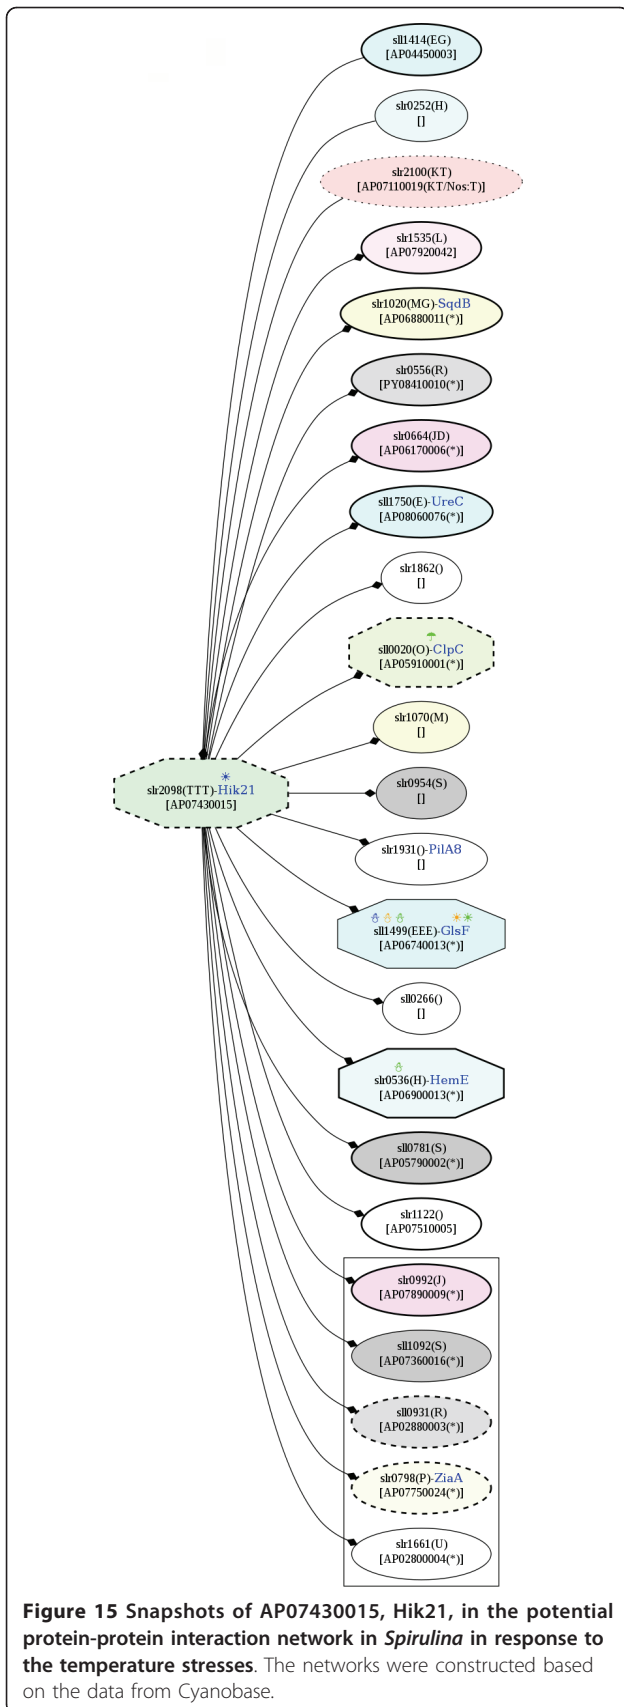 sll1414(EG)
[AP04450003]
slr0252(H)
[]
slr2100(KT)
[AP07110019(KT/Nos:T)]
slr1535(L)
[AP07920042]
slr1020(MG)-SqdB
[AP06880011(*)]
slr0556(R)
[PY08410010(*)]
slr0664(JD)
[AP06170006(*)]
sll1750(E)-UreC
[AP08060076(*)]
slr1862()
[]
sll0020(O)-ClpC
[AP05910001(*)]
slr1070(M)
[]
slr2098(TTT)-Hik21
[AP07430015]
slr0954(S)
[]
slr1931()-PilA8
[]
sll1499(EEE)-GlsF
[AP06740013(*)]
sll0266()
[]
slr0536(H)-HemE
[AP06900013(*)]
sll0781(S)
[AP05790002(*)]
slr1122()
[AP07510005]
slr0992(J)
[AP07890009(*)]
sll1092(S)
[AP07360016(*)]
sll0931(R)
[AP02880003(*)]
slr0798(P)-ZiaA
[AP07750024(*)]
slr1661(U)
[AP02800004(*)]
Figure 15 Snapshots of AP07430015, Hik21, in the potential
protein-protein interaction network in Spirulina in response to
the temperature stresses. The networks were constructed based
on the data from Cyanobase.